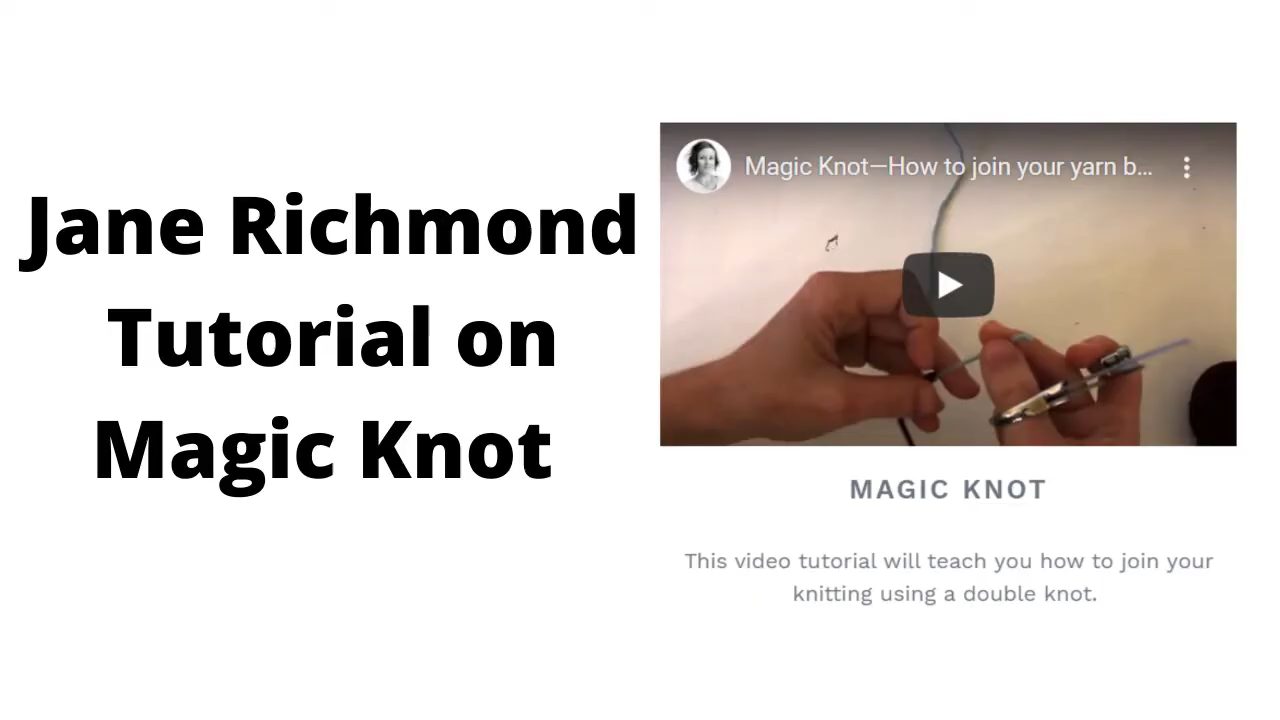 Jane Richmond
Tutorial on
Magic Knot
Magic Knot—How to join your yarn b...
MAGIC KNOT
This video tutorial will teach you how to join your
knitting using a double knot.